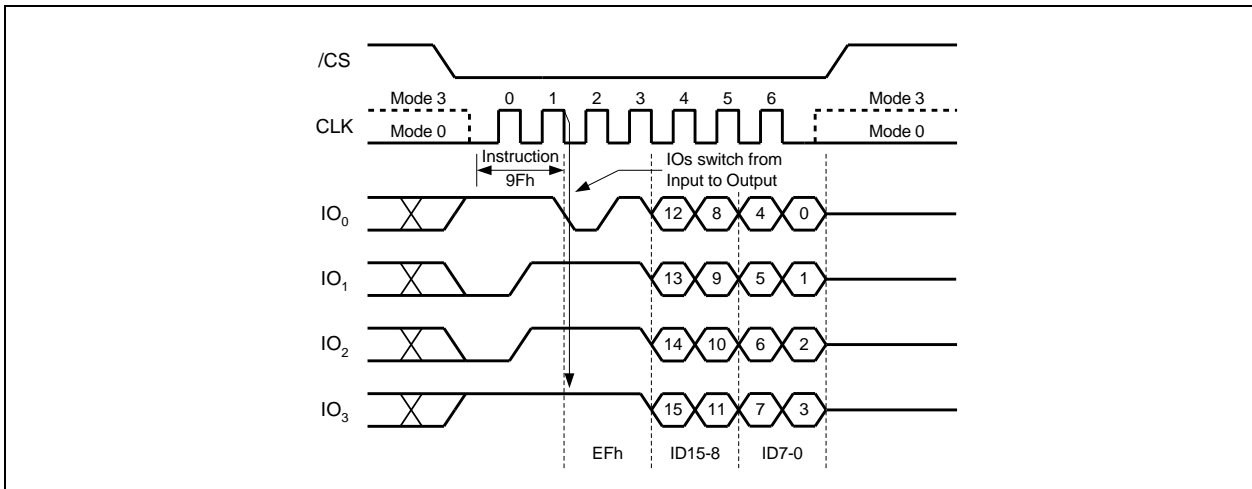 /CS
Mode 3 0 1 2 3 4 5 6 Mode 3
CLK Mode 0 Mode 0
Instruction
9Fh
IOs switch from
Input to Output
IO0 12 8 4 0
IO1 13 9 5 1
IO2 14 10 6 2
IO3 15 11 7 3
EFh ID15-8 ID7-0